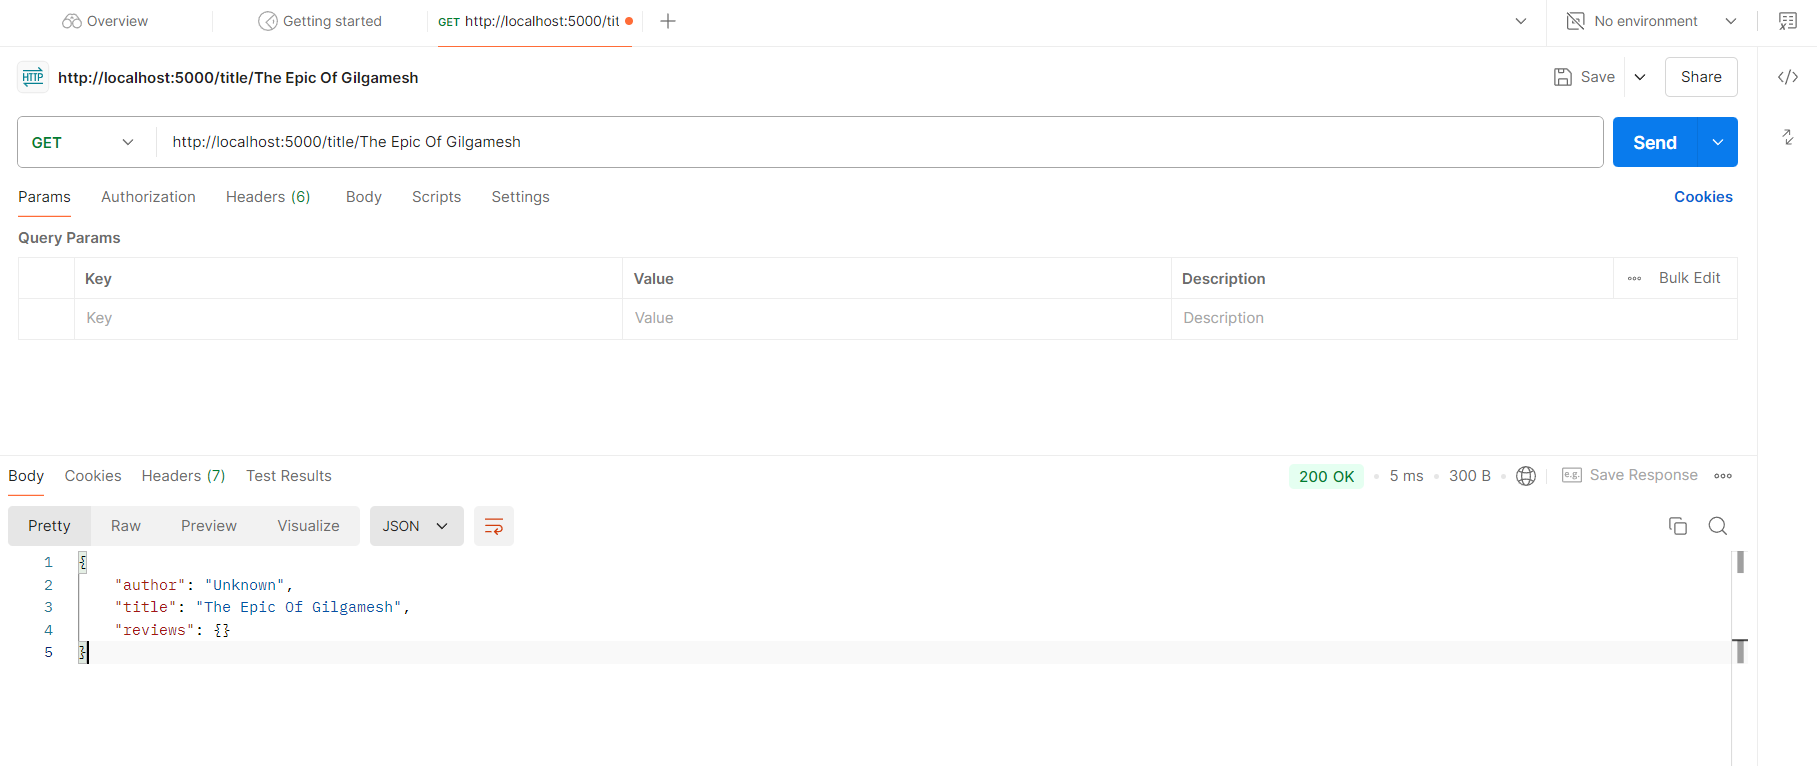 Overview Getting started GET http://localhost:5000/tit No environment
HTTP http://localhost:5000/title/The Epic Of Gilgamesh Save Share
GET http://localhost:5000/title/The Epic Of Gilgamesh Send
Params Authorization Headers (6) Body Scripts Settings Cookies
Query Params
Key Value Description Bulk Edit
Key Value Description
Body Cookies Headers (7) Test Results 200 OK 5 ms 300 B e.g. Save Response
Pretty Raw Preview Visualize JSON
1 {
2 "author": "Unknown",
3 "title": "The Epic Of Gilgamesh",
4 "reviews": {}
5 }